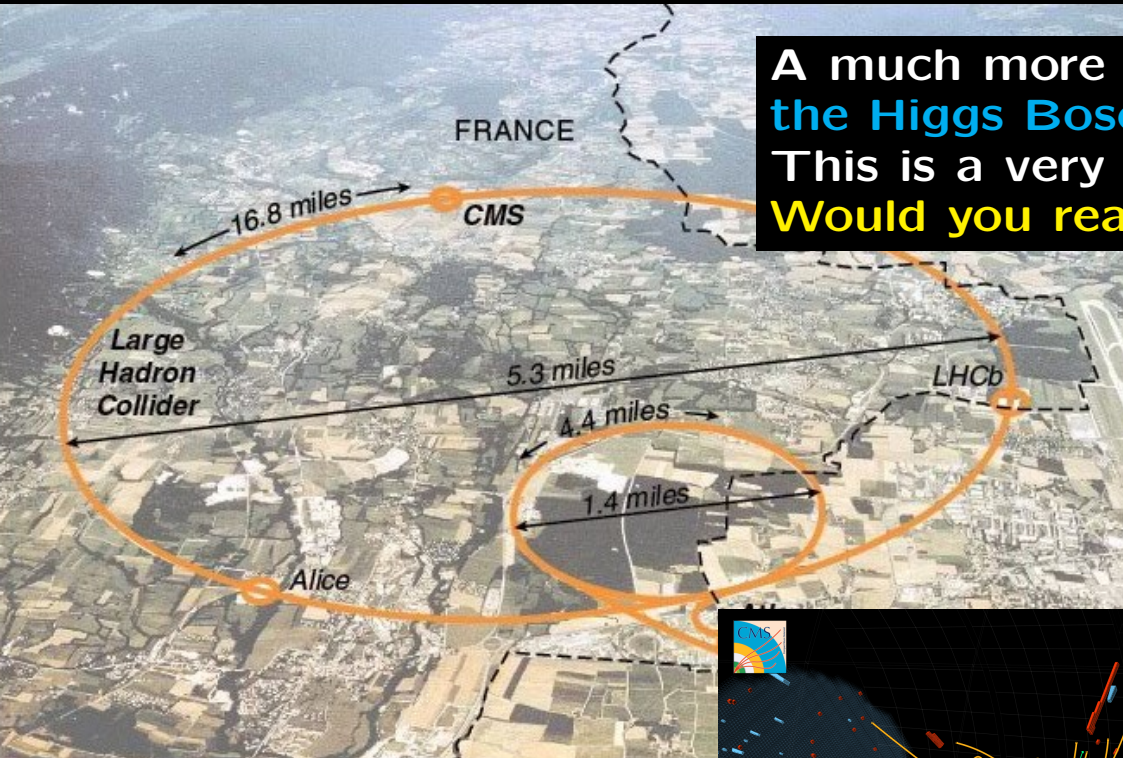 A much more
the Higgs Bos
This is a very
Would you rea
FRANCE
16.8 miles
CMS
Large
Hadron
Collider
5.3 miles
LHCb
4.4 miles
1.4 miles
Alice
CMS